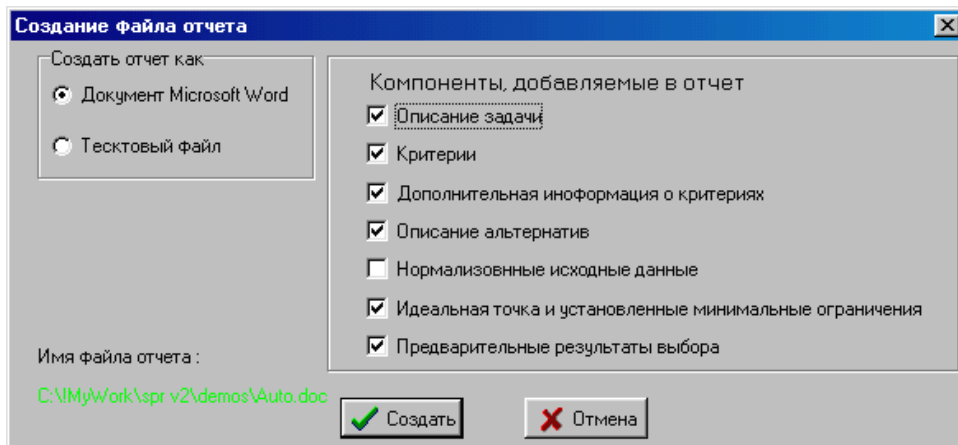 Создание файла отчета
Создать отчет как
Документ Microsoft Word
Тесктовый файл
Компоненты, добавляемые в отчет
Описание задачи
Критерии
Дополнительная иноформация о критериях
Описание альтернатив
Нормализовнные исходные данные
Идеальная точка и установленные минимальные ограничения
Предварительные результаты выбора
Имя файла отчета :
C:\!MyWork\spr v2\demos\Auto.doc
Создать
Отмена